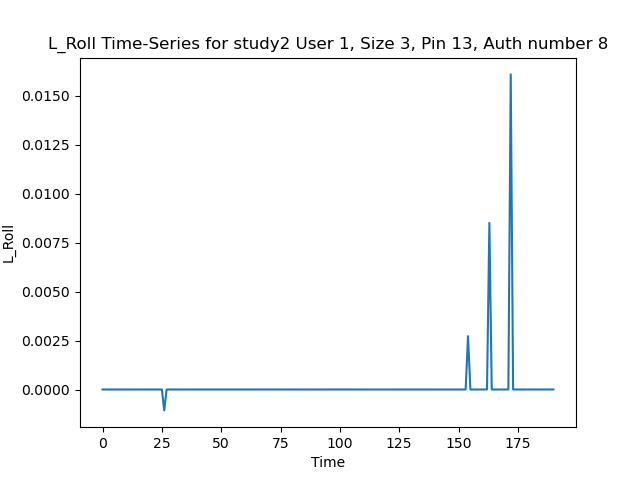 L_Roll Time-Series for study2 User 1, Size 3, Pin 13, Auth number 8
0.0150
0.0125
0.0100
0.0075
0.0050
0.0025
0.0000
L_Roll
0 25 50 75 100 125 150 175
Time